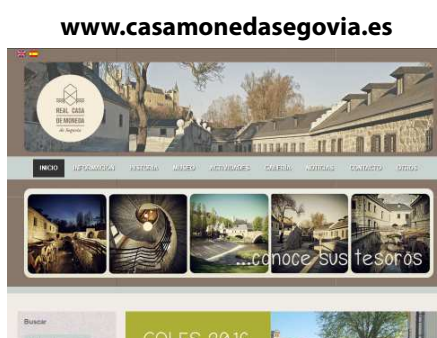 www.casamonedasegovia.es
REAL CASA
DE MONEDA
de Segovia
INICIO INFORMACIÓN HISTORIA MUSEO ACTIVIDADES GALERÍA NOTICIAS CONTACTO OTROS
...conoce sus tesoros
Buscar
COLES 2016